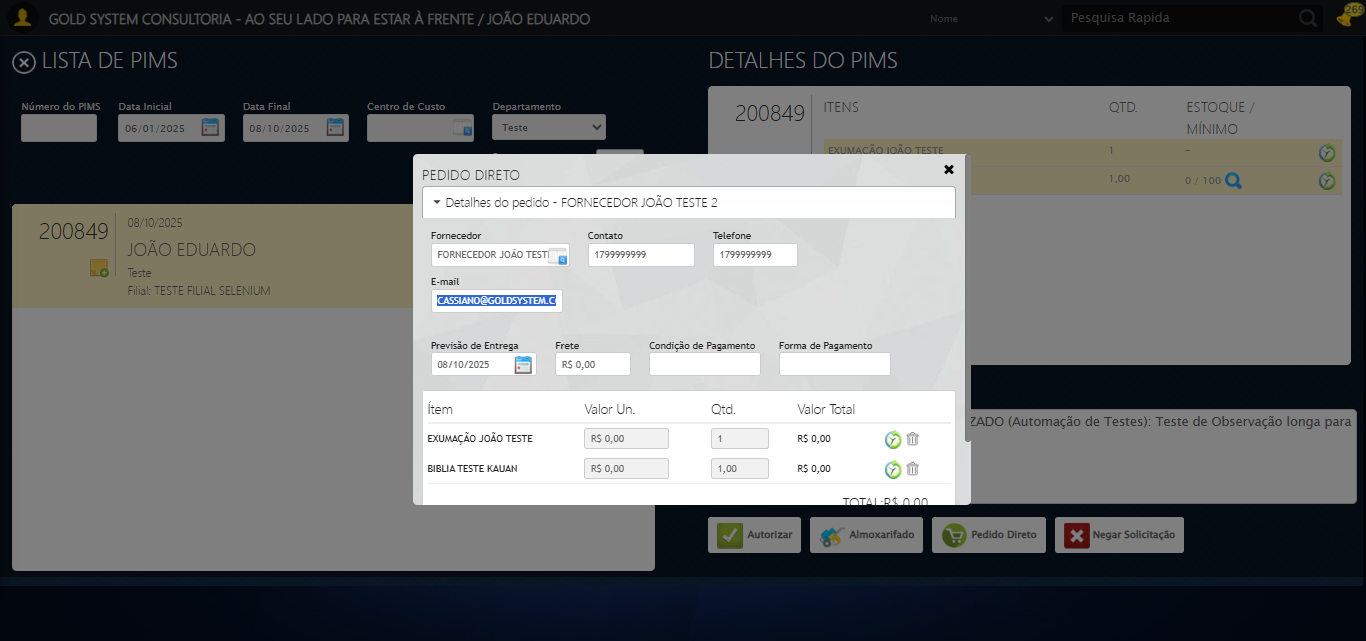 GOLD SYSTEM CONSULTORIA - AO SEU LADO PARA ESTAR À FRENTE / JOÃO EDUARDO
Nome
Pesquisa Rapida
269
LISTA DE PIMS
Número do PIMS
Data Inicial
Data Final
Centro de Custo
Departamento
06/01/2025
08/10/2025
Teste
200849
08/10/2025
JOÃO EDUARDO
Teste
Filial: TESTE FILIAL SELENIUM
DETALHES DO PIMS
200849
ITENS
QTD.
ESTOQUE /
MÍNIMO
EXUMAÇÃO JOÃO TESTE
1
-
1,00
0 / 100
PEDIDO DIRETO
Detalhes do pedido - FORNECEDOR JOÃO TESTE 2
Fornecedor
Contato
Telefone
FORNECEDOR JOÃO TEST
1799999999
1799999999
E-mail
CASSIANO@GOLDSYSTEM.C
Previsão de Entrega
Frete
Condição de Pagamento
Forma de Pagamento
08/10/2025
R$ 0,00
Ítem
Valor Un.
Qtd.
Valor Total
EXUMAÇÃO JOÃO TESTE
R$ 0,00
1
R$ 0,00
BIBLIA TESTE KAUAN
R$ 0,00
1,00
R$ 0,00
TOTAL:R$ 0,00
ZADO (Automação de Testes): Teste de Observação longa para
Autorizar
Almoxarifado
Pedido Direto
Negar Solicitação